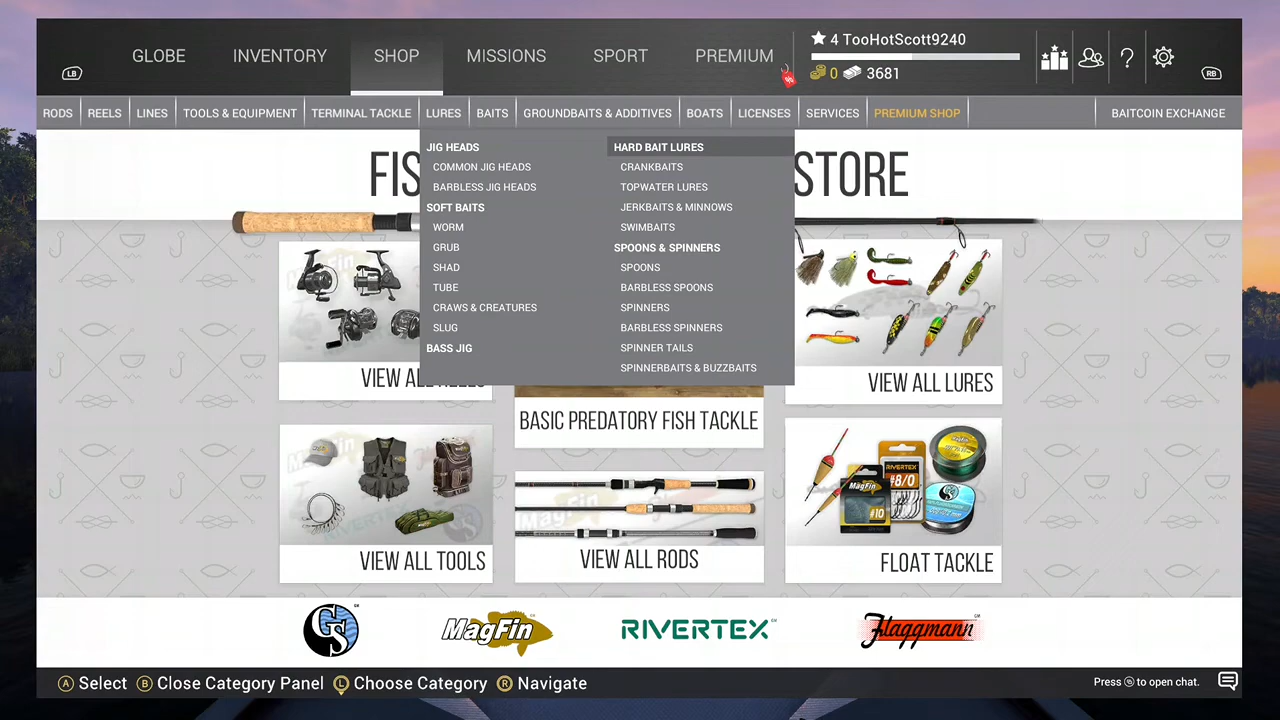 GLOBE INVENTORY SHOP MISSIONS SPORT PREMIUM
4 TooHotScott9240
0 3681
LB
RB
RODS REELS LINES TOOLS & EQUIPMENT TERMINAL TACKLE LURES BAITS GROUNDBAITS & ADDITIVES BOATS LICENSES SERVICES PREMIUM SHOP BAITCOIN EXCHANGE
JIG HEADS
COMMON JIG HEADS
BARBLESS JIG HEADS
SOFT BAITS
WORM
GRUB
SHAD
TUBE
CRAWS & CREATURES
SLUG
BASS JIG
HARD BAIT LURES
CRANKBAITS
TOPWATER LURES
JERKBAITS & MINNOWS
SWIMBAITS
SPOONS & SPINNERS
SPOONS
BARBLESS SPOONS
SPINNERS
BARBLESS SPINNERS
SPINNER TAILS
SPINNERBAITS & BUZZBAITS
FIS
STORE
VIEW ALL
VIEW ALL LURES
BASIC PREDATORY FISH TACKLE
VIEW ALL TOOLS
VIEW ALL RODS
MagFin
#10
RIVERTEX
#8/0
MagFin
FLOAT TACKLE
GS
MagFin
RIVERTEX
Flaggmann
A Select B Close Category Panel L Choose Category R Navigate
Press to open chat.